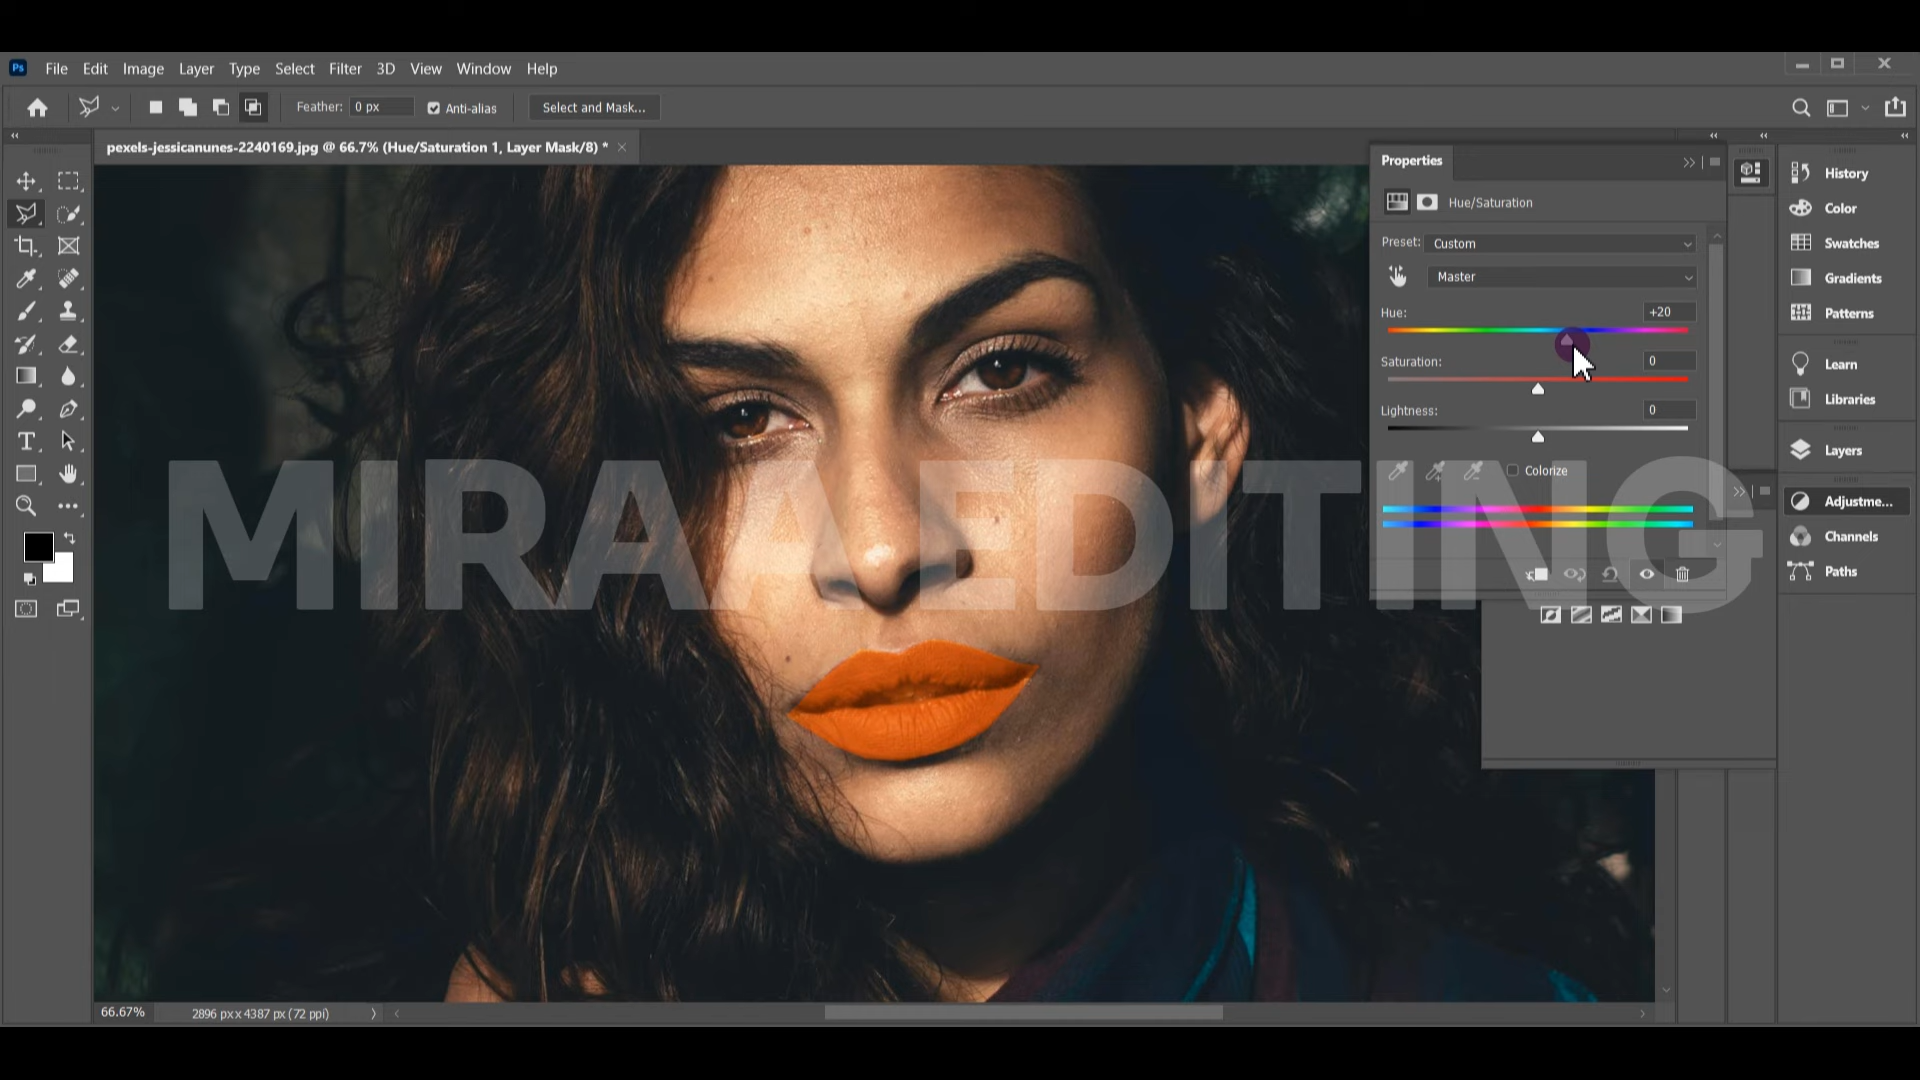 Ps File Edit Image Layer Type Select Filter 3D View Window Help
Feather: 0 px Anti-alias Select and Mask...
pexels-jessicanunes-2240169.jpg @ 66.7% (Hue/Saturation 1, Layer Mask/8) * ×
Properties
Hue/Saturation
Preset: Custom
Master
Hue: +20
Saturation: 0
Lightness: 0
Colorize
History
Color
Swatches
Gradients
Patterns
Learn
Libraries
Layers
Adjustme...
Channels
Paths
T
MIRAA EDITING
66.67% 2896 px x 4387 px (72 ppi)